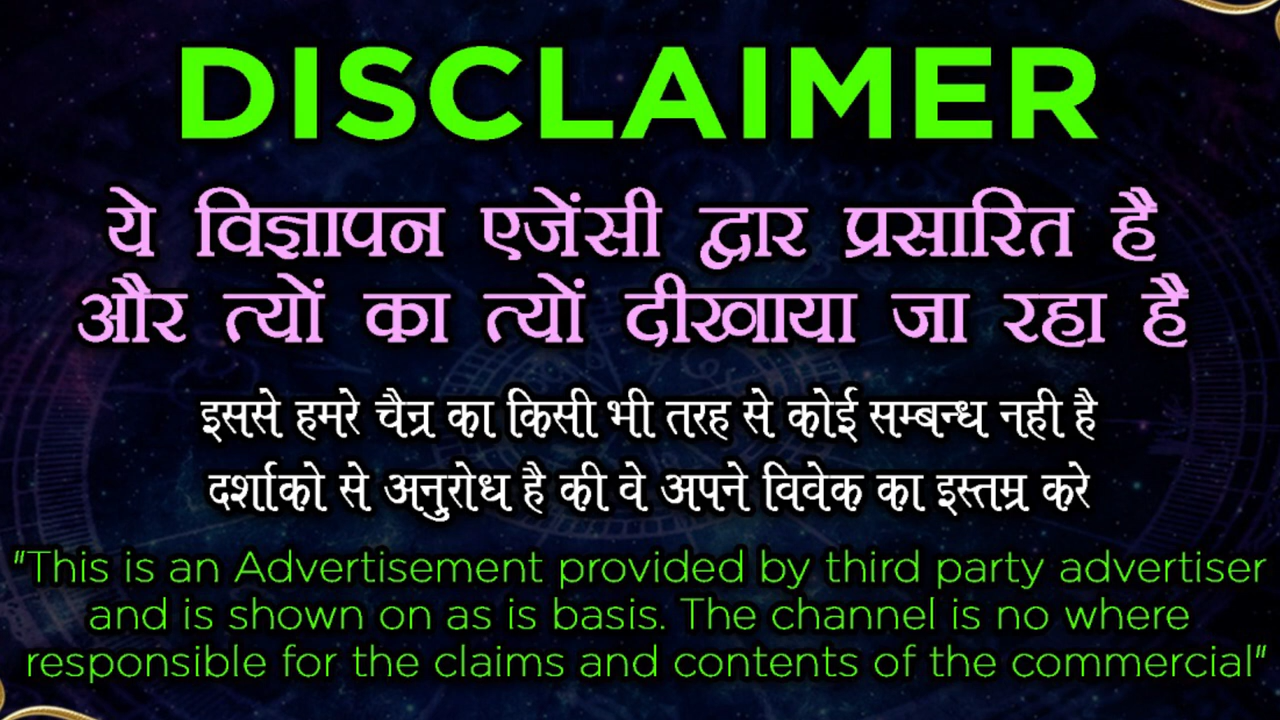 DISCLAIMER
ये विज्ञापन एजेंसी द्वार प्रसारित है
और त्यों का त्यों दीखाया जा रहा है
इससे हमरे चैन्र का किसी भी तरह से कोई सम्बन्ध नही है
दर्शाको से अनुरोध है की वे अपने विवेक का इस्तम्र करे
"This is an Advertisement provided by third party advertiser
and is shown on as is basis. The channel is no where
responsible for the claims and contents of the commercial"